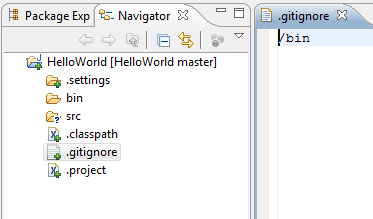 Package Exp
Navigator
.gitignore
/bin
HelloWorld [HelloWorld master]
.settings
bin
src
.classpath
.gitignore
.project